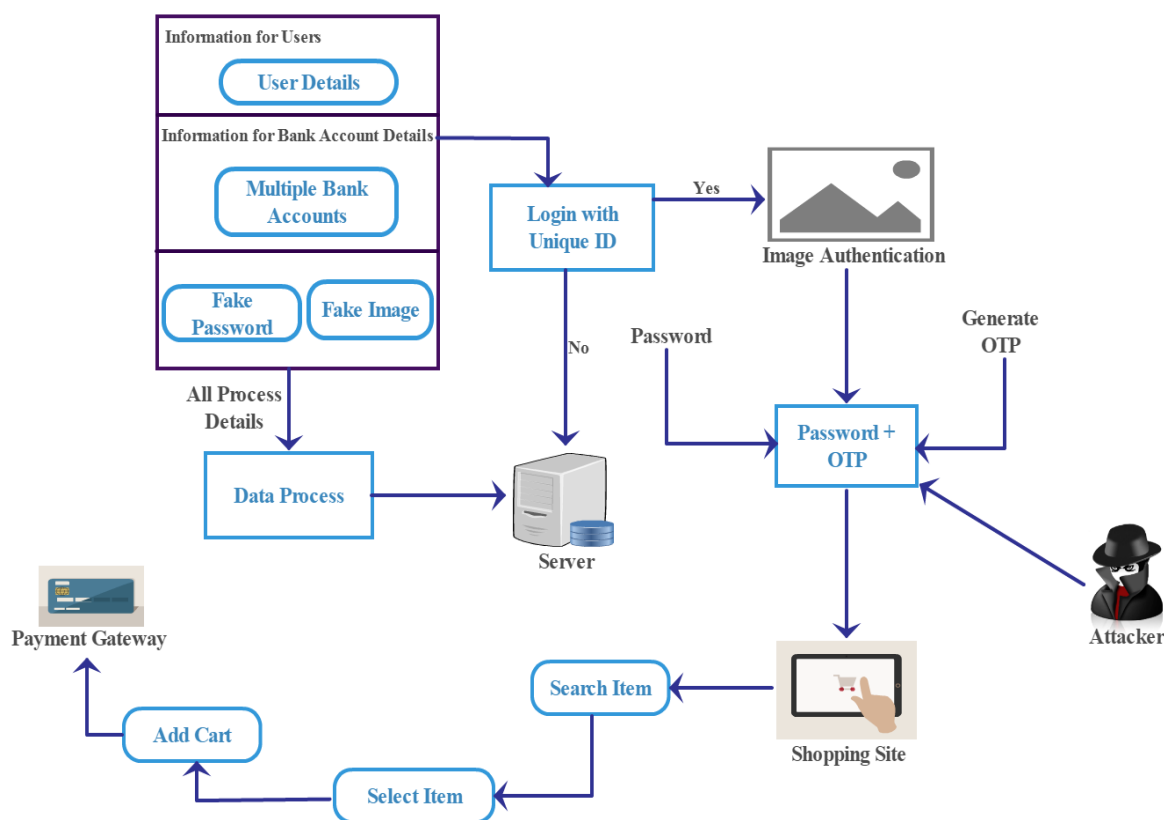 Information for Users
User Details
Information for Bank Account Details
Multiple Bank
Accounts
Fake
Password
Fake Image
All Process
Details
Data Process
Login with
Unique ID
Yes
No
Image Authentication
Password
Generate
OTP
Password +
OTP
Server
Attacker
Shopping Site
Search Item
Select Item
Add Cart
Payment Gateway